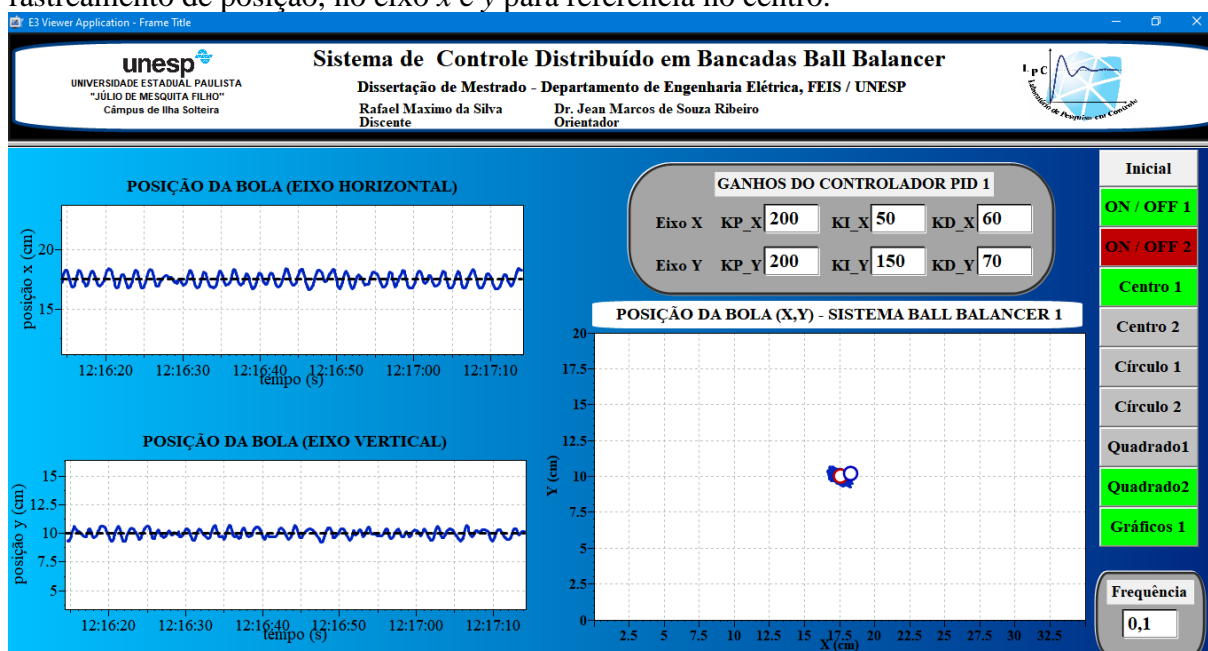 rastreamento de posição, no eixo x e y para referência no centro.
E3 Viewer Application - Frame Title
unesp
UNIVERSIDADE ESTADUAL PAULISTA
"JÚLIO DE MESQUITA FILHO"
Câmpus de Ilha Solteira
Sistema de Controle Distribuído em Bancadas Ball Balancer
Dissertação de Mestrado - Departamento de Engenharia Elétrica, FEIS / UNESP
Rafael Maximo da Silva Dr. Jean Marcos de Souza Ribeiro
Discente Orientador
LPC
Laboratório de Pesquisa em Controle
POSIÇÃO DA BOLA (EIXO HORIZONTAL)
posição x (cm)
20
15
12:16:20 12:16:30 12:16:40 12:16:50 12:17:00 12:17:10
tempo (s)
POSIÇÃO DA BOLA (EIXO VERTICAL)
posição y (cm)
15
12.5
10
7.5
5
12:16:20 12:16:30 12:16:40 12:16:50 12:17:00 12:17:10
tempo (s)
GANHOS DO CONTROLADOR PID 1
Eixo X KP_X 200 KI_X 50 KD_X 60
Eixo Y KP_Y 200 KI_Y 150 KD_Y 70
POSIÇÃO DA BOLA (X,Y) - SISTEMA BALL BALANCER 1
Y (cm)
20
17.5
15
12.5
10
7.5
5
2.5
0
2.5 5 7.5 10 12.5 15 17.5 20 22.5 25 27.5 30 32.5
X (cm)
Inicial
ON / OFF 1
ON / OFF 2
Centro 1
Centro 2
Círculo 1
Círculo 2
Quadrado1
Quadrado2
Gráficos 1
Frequência
0,1